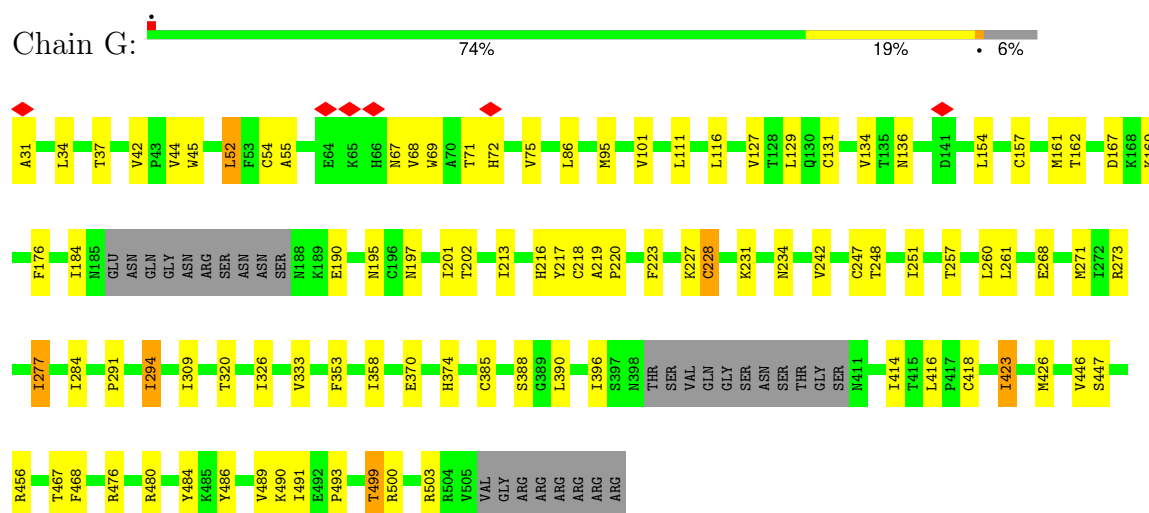 Chain G:
74% 19% • 6%
A31 L34 T37 V42 P43 V44 W45 L52 F53 C54 A55 E64 K65 H66 N67 V68 W69 A70 T71 H72 V75 L86 M95 V101 L111 L116 V127 T128 L129 Q130 C131 V134 T135 N136 D141 L154 C157 M161 T162 D167 K168 K169
F176 I184 N185 GLU ASN GLN GLY ASN ARG SER ASN ASN SER N188 K189 E190 N195 C196 N197 I201 T202 I213 H216 Y217 C218 A219 P220 F223 K227 C228 K231 N234 V242 C247 T248 I251 T257 L260 L261 E268 M271 I272 R273
I277 I284 P291 I294 I309 T320 I326 V333 F353 I358 E370 H374 C385 S388 G389 L390 I396 S397 N398 THR SER VAL GLN GLY SER ASN SER THR GLY SER N411 I414 T415 L416 P417 C418 I423 M426 V446 S447
R456 T467 F468 R476 R480 Y484 K485 Y486 V489 K490 I491 E492 P493 T499 R500 R503 R504 V505 VAL GLY ARG ARG ARG ARG ARG